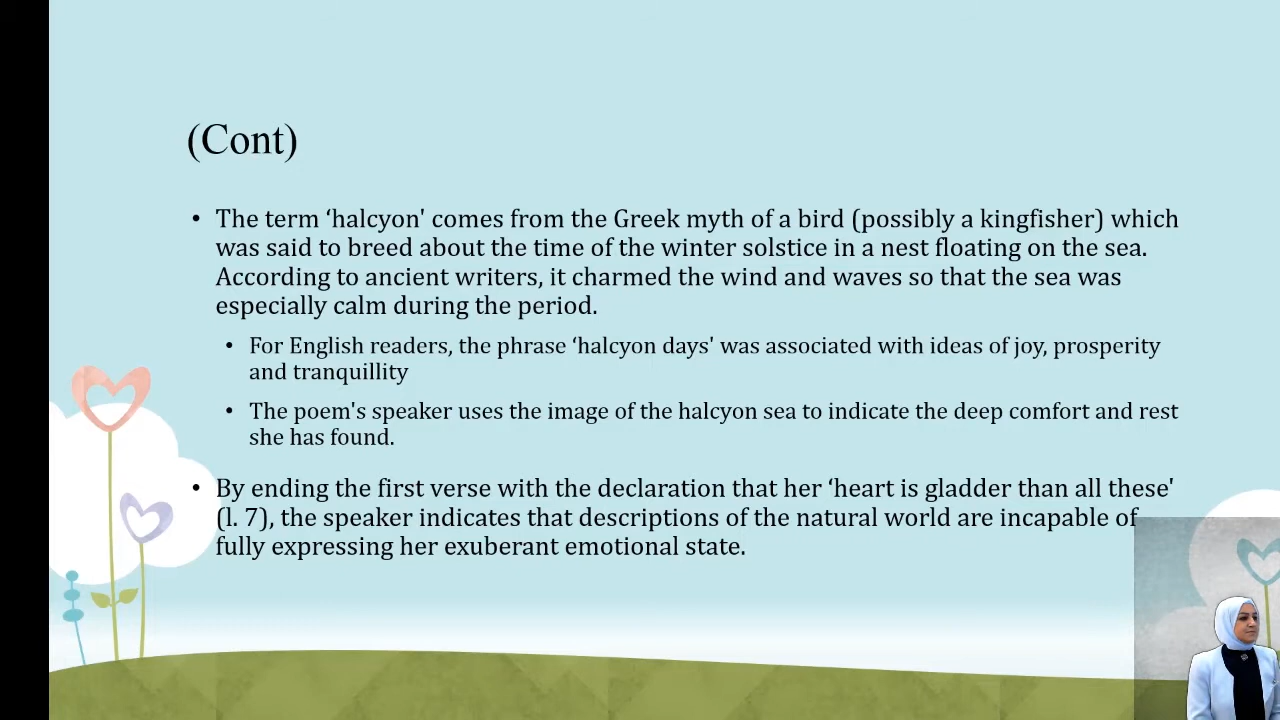 (Cont)
• The term ‘halcyon' comes from the Greek myth of a bird (possibly a kingfisher) which
was said to breed about the time of the winter solstice in a nest floating on the sea.
According to ancient writers, it charmed the wind and waves so that the sea was
especially calm during the period.
• For English readers, the phrase ‘halcyon days' was associated with ideas of joy, prosperity
and tranquillity
• The poem's speaker uses the image of the halcyon sea to indicate the deep comfort and rest
she has found.
• By ending the first verse with the declaration that her ‘heart is gladder than all these'
(l. 7), the speaker indicates that descriptions of the natural world are incapable of
fully expressing her exuberant emotional state.